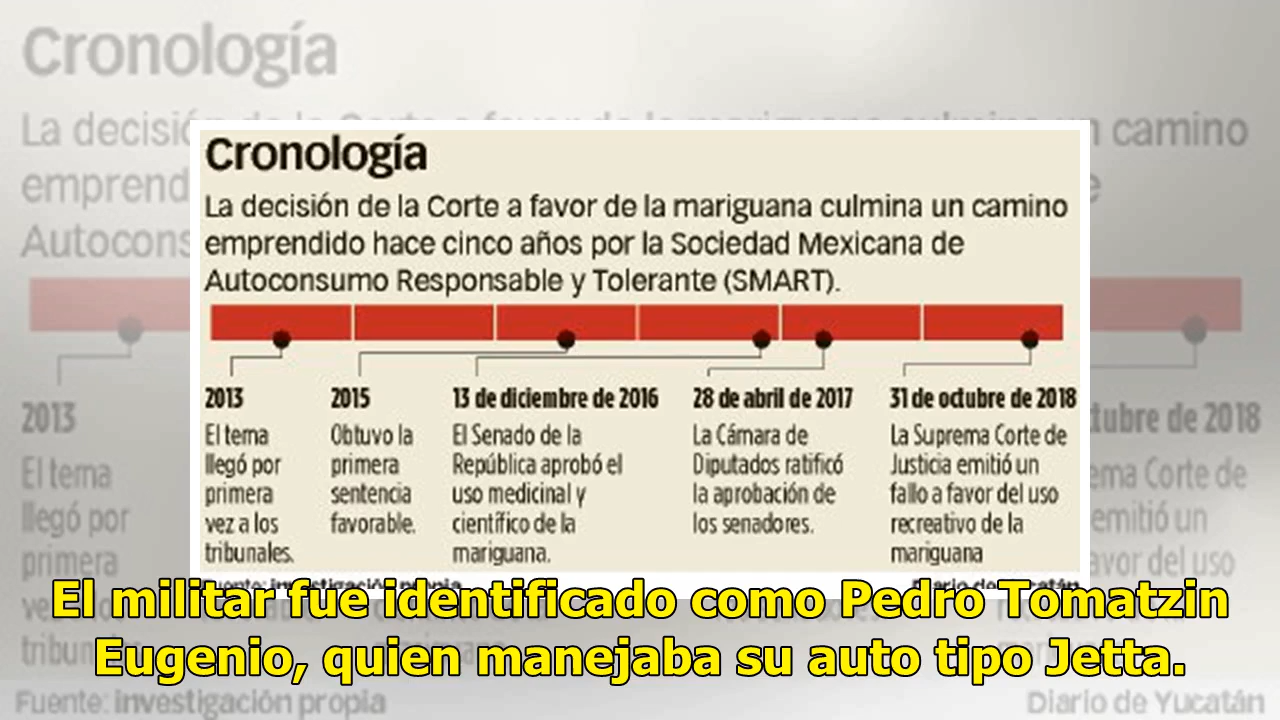 Cronología
La decisión de la Corte a favor de la mariguana culmina un camino
emprendido hace cinco años por la Sociedad Mexicana de
Autoconsumo Responsable y Tolerante (SMART).
2013
El tema
llegó por
primera
vez a los
tribunales.
2015
Obtuvo la
primera
sentencia
favorable.
13 de diciembre de 2016
El Senado de la
República aprobó el
uso medicinal y
científico de la
mariguana.
28 de abril de 2017
La Cámara de
Diputados ratificó
la aprobación de
los senadores.
31 de octubre de 2018
La Suprema Corte de
Justicia emitió un
fallo a favor del uso
recreativo de la
mariguana
El militar fue identificado como Pedro Tomatzin
Eugenio, quien manejaba su auto tipo Jetta.
Fuente: investigación propia
Diario de Yucatán